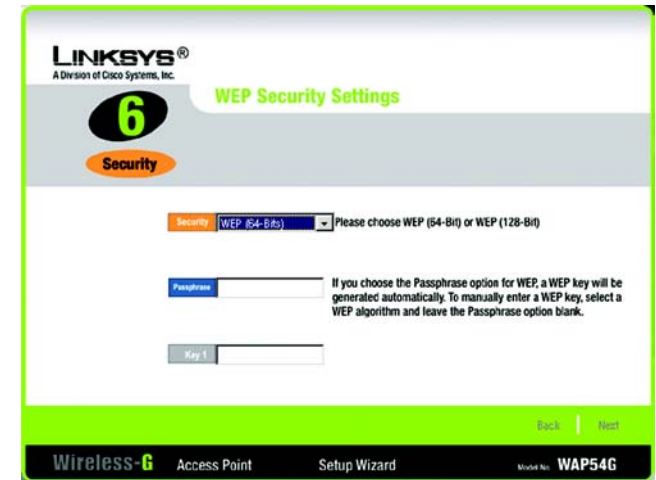 LINKSYS®
A Division of Cisco Systems, Inc.
WEP Security Settings
6
Security
Security WEP (64-Bits) Please choose WEP (64-Bit) or WEP (128-Bit)
Passphrase
If you choose the Passphrase option for WEP, a WEP key will be
generated automatically. To manually enter a WEP key, select a
WEP algorithm and leave the Passphrase option blank.
Key 1
Back Next
Wireless-G Access Point Setup Wizard Model No. WAP54G